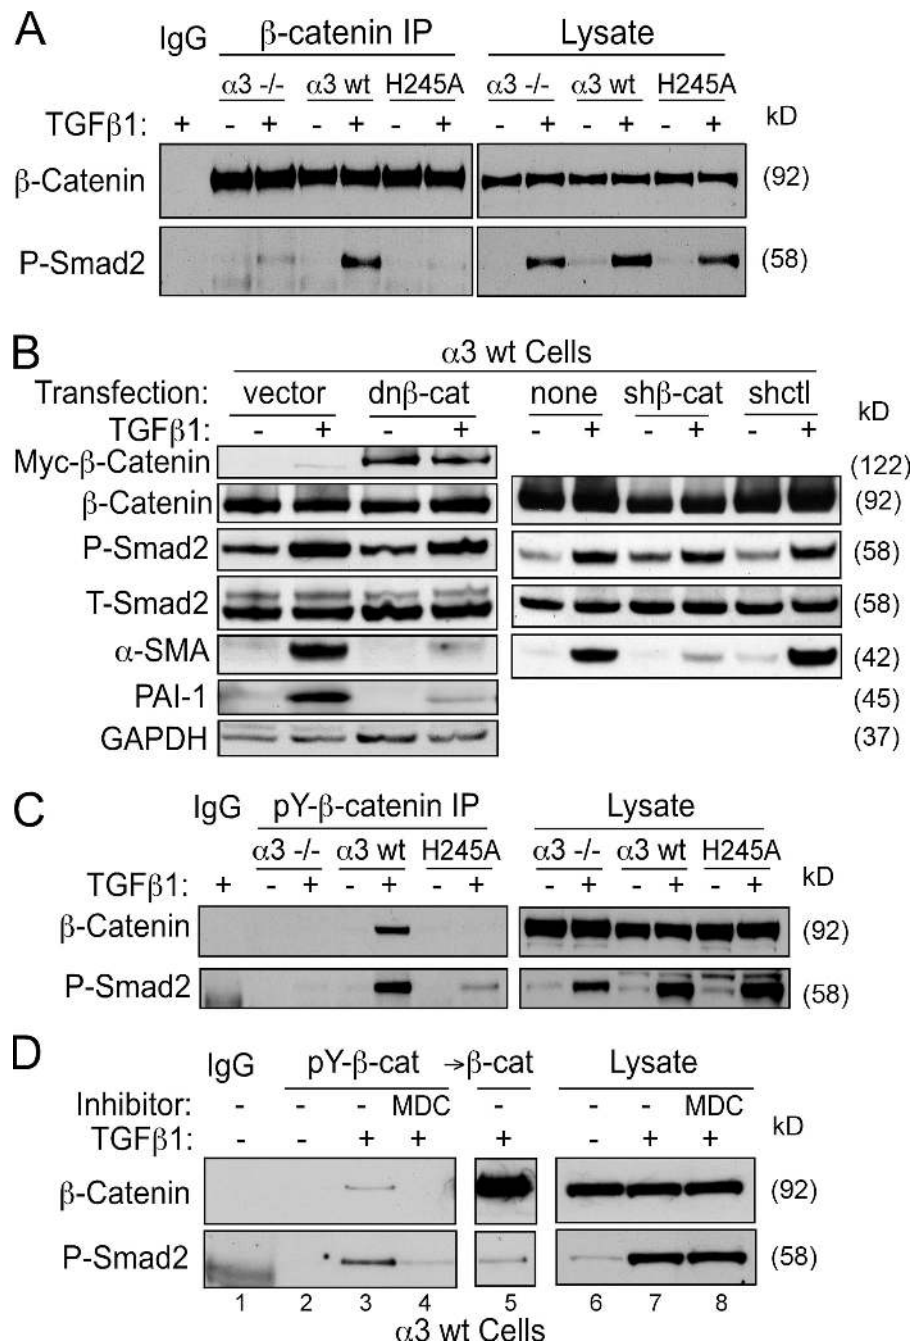 A
IgG β-catenin IP Lysate
α3 -/- α3 wt H245A α3 -/- α3 wt H245A
TGFβ1: + - + - + - + - + - + - + kD
β-Catenin (92)
P-Smad2 (58)
B
α3 wt Cells
Transfection: vector dnβ-cat none shβ-cat shctl kD
TGFβ1: - + - + - + - + - +
Myc-β-Catenin (122)
β-Catenin (92)
P-Smad2 (58)
T-Smad2 (58)
α-SMA (42)
PAI-1 (45)
GAPDH (37)
C
IgG pY-β-catenin IP Lysate
α3 -/- α3 wt H245A α3 -/- α3 wt H245A
TGFβ1: + - + - + - + - + - + - + kD
β-Catenin (92)
P-Smad2 (58)
D
IgG pY-β-cat →β-cat Lysate
Inhibitor: - - - MDC - - - MDC
TGFβ1: - - + + + - + + kD
β-Catenin (92)
P-Smad2 (58)
1 2 3 4 5 6 7 8
α3 wt Cells